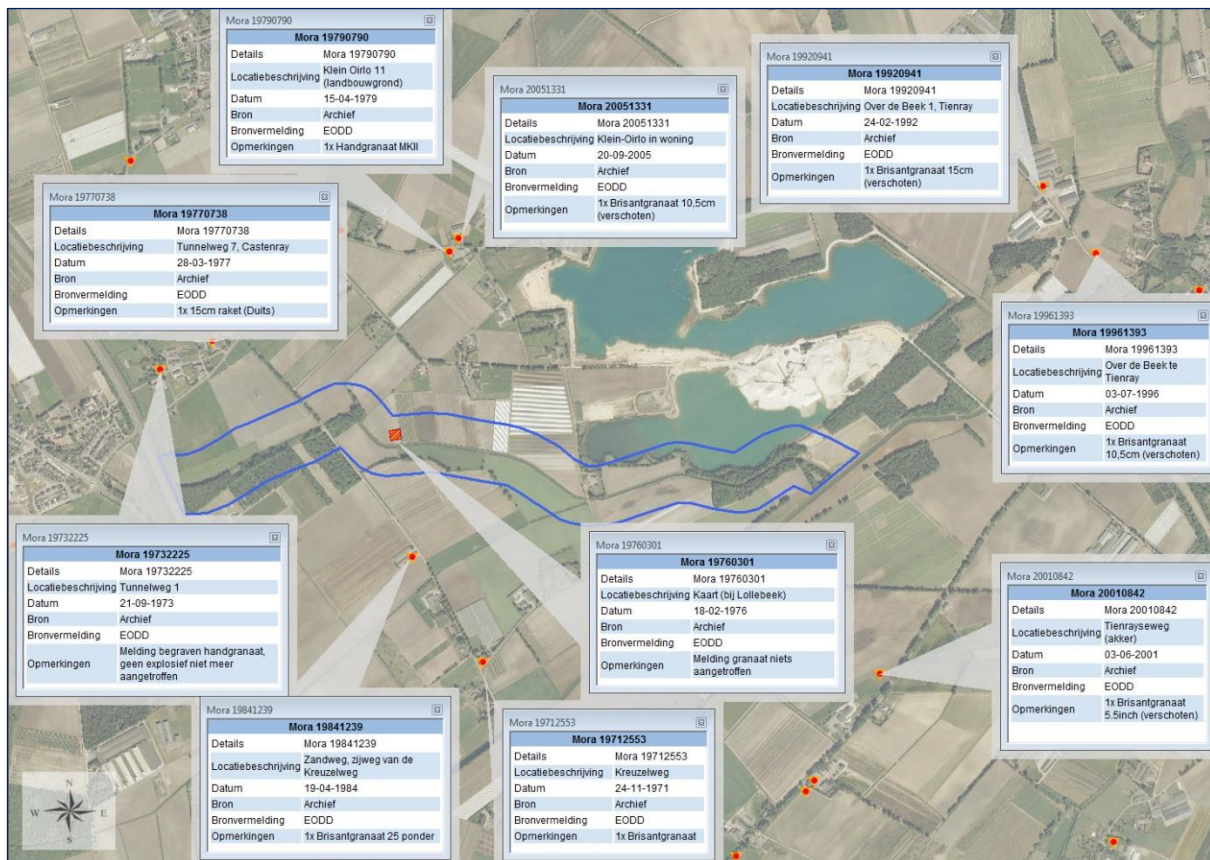 Mora 19790790
Mora 19790790
Details Mora 19790790
Locatiebeschrijving Klein Oirlo 11
(landbouwgrond)
Datum 15-04-1979
Bron Archief
Bronvermelding EODD
Opmerkingen 1x Handgranaat MKII
Mora 20051331
Mora 20051331
Details Mora 20051331
Locatiebeschrijving Klein-Oirlo in woning
Datum 20-09-2005
Bron Archief
Bronvermelding EODD
Opmerkingen 1x Brisantgranaat 10,5cm
(verschoten)
Mora 19920941
Mora 19920941
Details Mora 19920941
Locatiebeschrijving Over de Beek 1, Tienray
Datum 24-02-1992
Bron Archief
Bronvermelding EODD
Opmerkingen 1x Brisantgranaat 15cm
(verschoten)
Mora 19770738
Mora 19770738
Details Mora 19770738
Locatiebeschrijving Tunnelweg 7, Castenray
Datum 28-03-1977
Bron Archief
Bronvermelding EODD
Opmerkingen 1x 15cm raket (Duits)
Mora 19961393
Mora 19961393
Details Mora 19961393
Locatiebeschrijving Over de Beek te
Tienray
Datum 03-07-1996
Bron Archief
Bronvermelding EODD
Opmerkingen 1x Brisantgranaat
10,5cm (verschoten)
Mora 19732225
Mora 19732225
Details Mora 19732225
Locatiebeschrijving Tunnelweg 1
Datum 21-09-1973
Bron Archief
Bronvermelding EODD
Opmerkingen Melding begraven handgranaat,
geen explosief niet meer
aangetroffen
Mora 19760301
Mora 19760301
Details Mora 19760301
Locatiebeschrijving Kaart (bij Lollebeek)
Datum 18-02-1976
Bron Archief
Bronvermelding EODD
Opmerkingen Melding granaat niets
aangetroffen
Mora 20010842
Mora 20010842
Details Mora 20010842
Locatiebeschrijving Tienrayseweg
(akker)
Datum 03-06-2001
Bron Archief
Bronvermelding EODD
Opmerkingen 1x Brisantgranaat
5.5inch (verschoten)
Mora 19841239
Mora 19841239
Details Mora 19841239
Locatiebeschrijving Zandweg, zijweg van de
Kreuzelweg
Datum 19-04-1984
Bron Archief
Bronvermelding EODD
Opmerkingen 1x Brisantgranaat 25 ponder
Mora 19712553
Mora 19712553
Details Mora 19712553
Locatiebeschrijving Kreuzelweg
Datum 24-11-1971
Bron Archief
Bronvermelding EODD
Opmerkingen 1x Brisantgranaat
N
W E
S